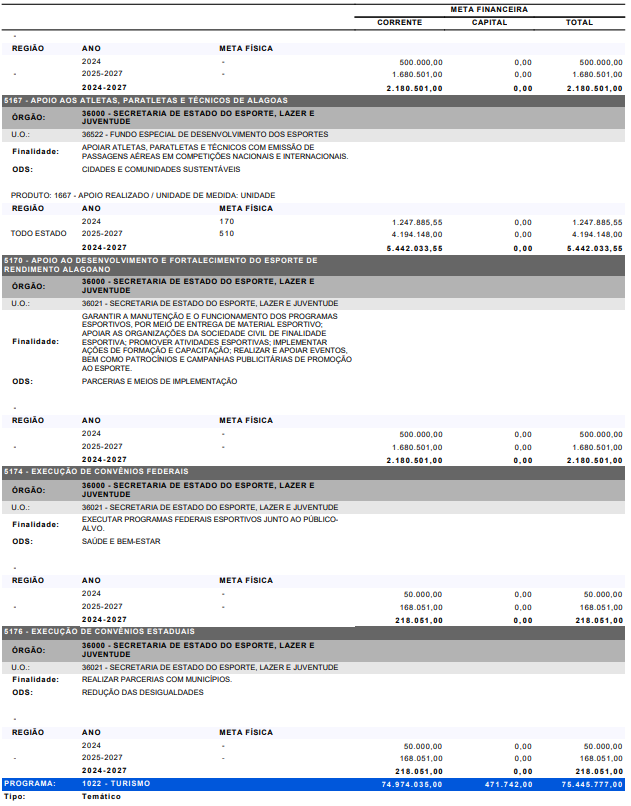 META FINANCEIRA
CORRENTE CAPITAL TOTAL
-
REGIÃO ANO META FÍSICA
2024 - 500.000,00 0,00 500.000,00
- 2025-2027 - 1.680.501,00 0,00 1.680.501,00
2024-2027 2.180.501,00 0,00 2.180.501,00
5167 - APOIO AOS ATLETAS, PARATLETAS E TÉCNICOS DE ALAGOAS
ÓRGÃO: 36000 - SECRETARIA DE ESTADO DO ESPORTE, LAZER E
JUVENTUDE
U.O.: 36522 - FUNDO ESPECIAL DE DESENVOLVIMENTO DOS ESPORTES
Finalidade: APOIAR ATLETAS, PARATLETAS E TÉCNICOS COM EMISSÃO DE
PASSAGENS AÉREAS EM COMPETIÇÕES NACIONAIS E INTERNACIONAIS.
ODS: CIDADES E COMUNIDADES SUSTENTÁVEIS
PRODUTO: 1667 - APOIO REALIZADO / UNIDADE DE MEDIDA: UNIDADE
REGIÃO ANO META FÍSICA
2024 170 1.247.885,55 0,00 1.247.885,55
TODO ESTADO 2025-2027 510 4.194.148,00 0,00 4.194.148,00
2024-2027 5.442.033,55 0,00 5.442.033,55
5170 - APOIO AO DESENVOLVIMENTO E FORTALECIMENTO DO ESPORTE DE
RENDIMENTO ALAGOANO
ÓRGÃO: 36000 - SECRETARIA DE ESTADO DO ESPORTE, LAZER E
JUVENTUDE
U.O.: 36021 - SECRETARIA DE ESTADO DO ESPORTE, LAZER E JUVENTUDE
Finalidade: GARANTIR A MANUTENÇÃO E O FUNCIONAMENTO DOS PROGRAMAS
ESPORTIVOS, POR MEIO DE ENTREGA DE MATERIAL ESPORTIVO;
APOIAR AS ORGANIZAÇÕES DA SOCIEDADE CIVIL DE FINALIDADE
ESPORTIVA; PROMOVER ATIVIDADES ESPORTIVAS; IMPLEMENTAR
AÇÕES DE FORMAÇÃO E CAPACITAÇÃO; REALIZAR E APOIAR EVENTOS,
BEM COMO PATROCÍNIOS E CAMPANHAS PUBLICITÁRIAS DE PROMOÇÃO
AO ESPORTE.
ODS: PARCERIAS E MEIOS DE IMPLEMENTAÇÃO
-
REGIÃO ANO META FÍSICA
2024 - 500.000,00 0,00 500.000,00
- 2025-2027 - 1.680.501,00 0,00 1.680.501,00
2024-2027 2.180.501,00 0,00 2.180.501,00
5174 - EXECUÇÃO DE CONVÊNIOS FEDERAIS
ÓRGÃO: 36000 - SECRETARIA DE ESTADO DO ESPORTE, LAZER E
JUVENTUDE
U.O.: 36021 - SECRETARIA DE ESTADO DO ESPORTE, LAZER E JUVENTUDE
Finalidade: EXECUTAR PROGRAMAS FEDERAIS ESPORTIVOS JUNTO AO PÚBLICO-
ALVO.
ODS: SAÚDE E BEM-ESTAR
-
REGIÃO ANO META FÍSICA
2024 - 50.000,00 0,00 50.000,00
- 2025-2027 - 168.051,00 0,00 168.051,00
2024-2027 218.051,00 0,00 218.051,00
5176 - EXECUÇÃO DE CONVÊNIOS ESTADUAIS
ÓRGÃO: 36000 - SECRETARIA DE ESTADO DO ESPORTE, LAZER E
JUVENTUDE
U.O.: 36021 - SECRETARIA DE ESTADO DO ESPORTE, LAZER E JUVENTUDE
Finalidade: REALIZAR PARCERIAS COM MUNICÍPIOS.
ODS: REDUÇÃO DAS DESIGUALDADES
-
REGIÃO ANO META FÍSICA
2024 - 50.000,00 0,00 50.000,00
- 2025-2027 - 168.051,00 0,00 168.051,00
2024-2027 218.051,00 0,00 218.051,00
PROGRAMA: 1022 - TURISMO 74.974.035,00 471.742,00 75.445.777,00
Tipo: Temático